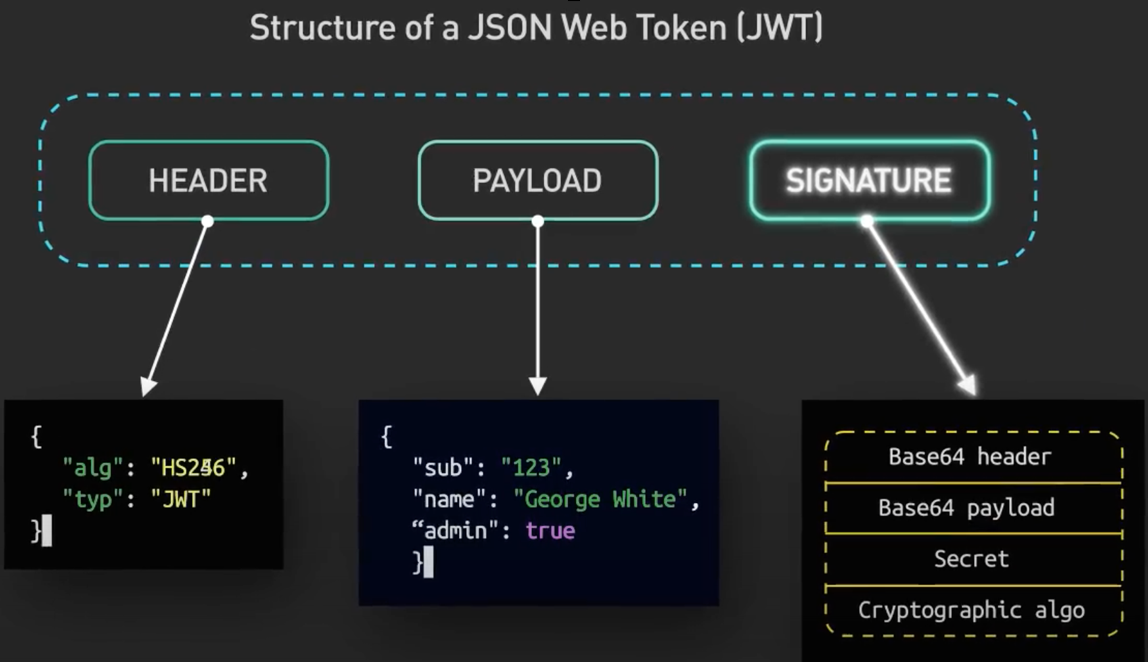 Structure of a JSON Web Token (JWT)
HEADER
PAYLOAD
SIGNATURE
{
"alg": "HS256",
"typ": "JWT"
}
{
"sub": "123",
"name": "George White",
“admin": true
}
Base64 header
Base64 payload
Secret
Cryptographic algo